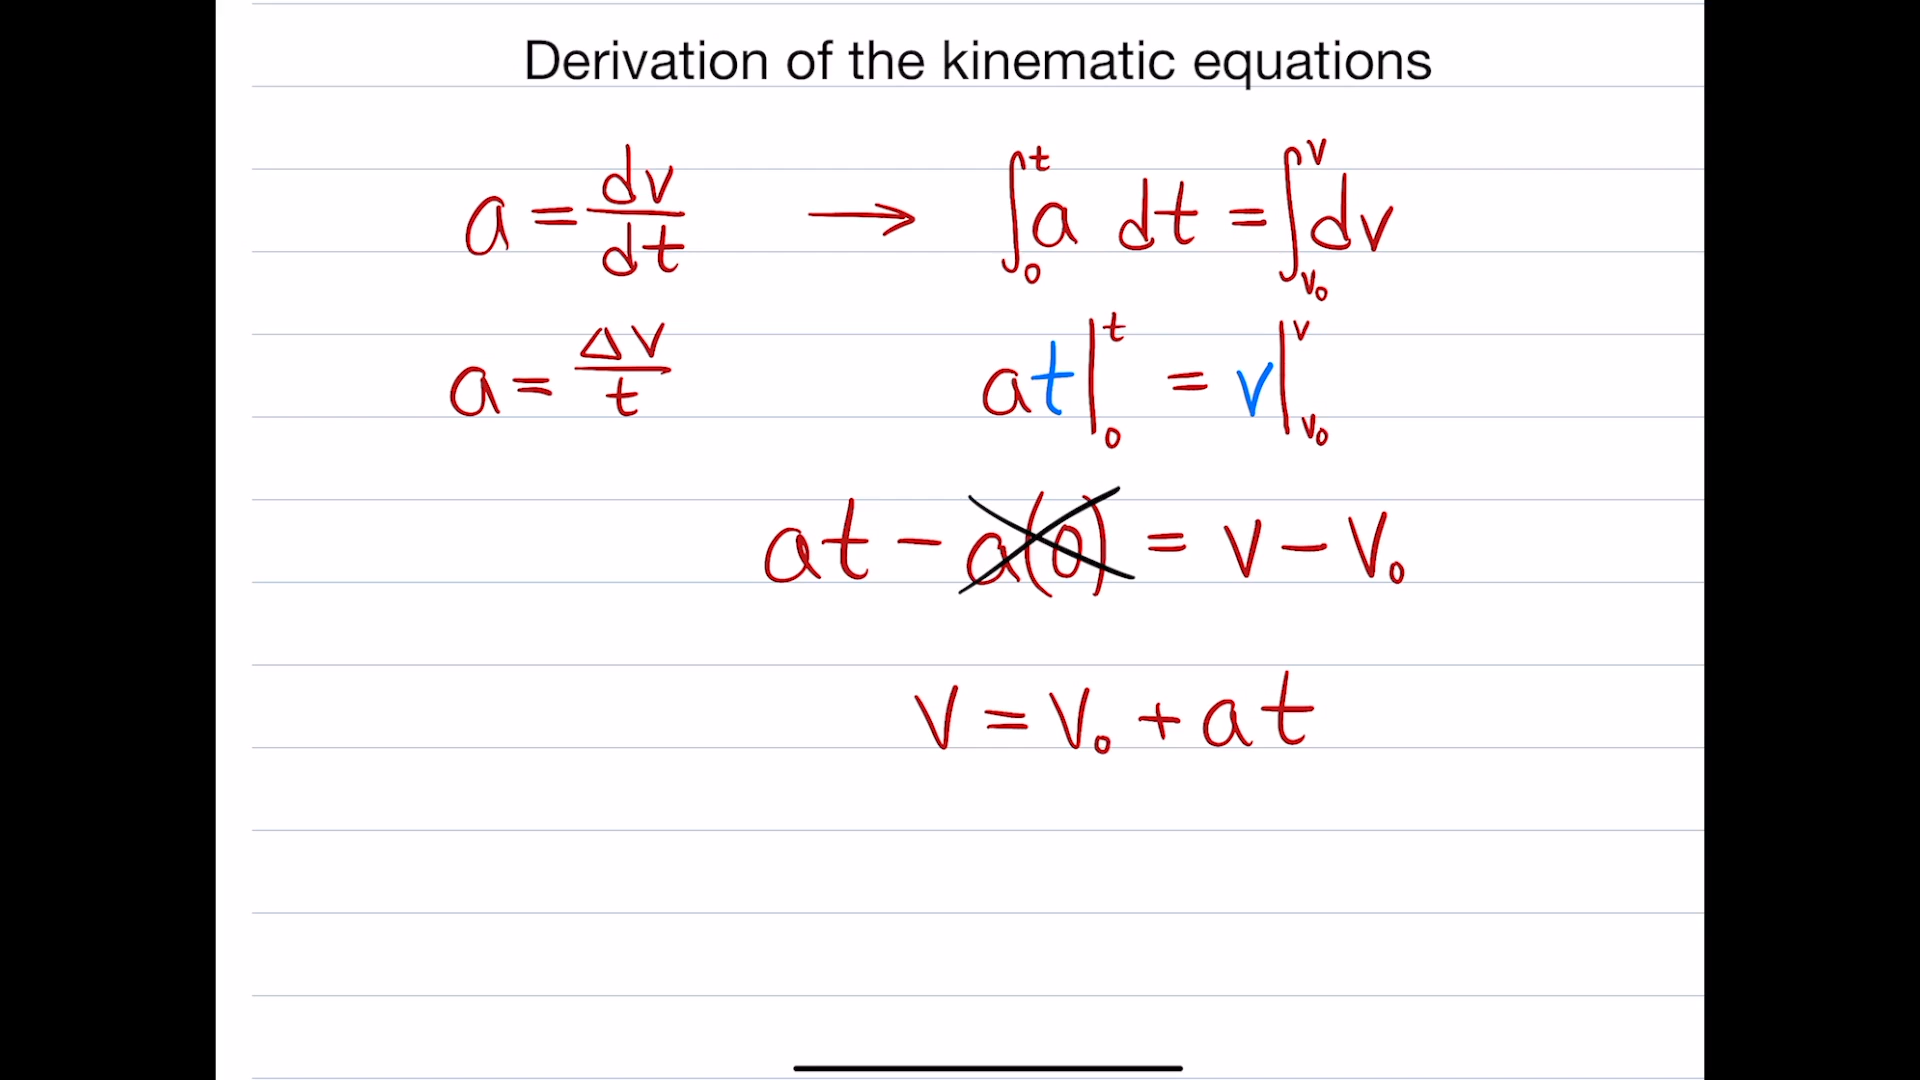 Derivation of the kinematic equations
a = dv/dt → ∫₀ᵗ a dt = ∫ᵥ₀ᵛ dv
a = Δv/t
at|₀ᵗ = v|ᵥ₀ᵛ
at - a(0) = v - v₀
v = v₀ + at